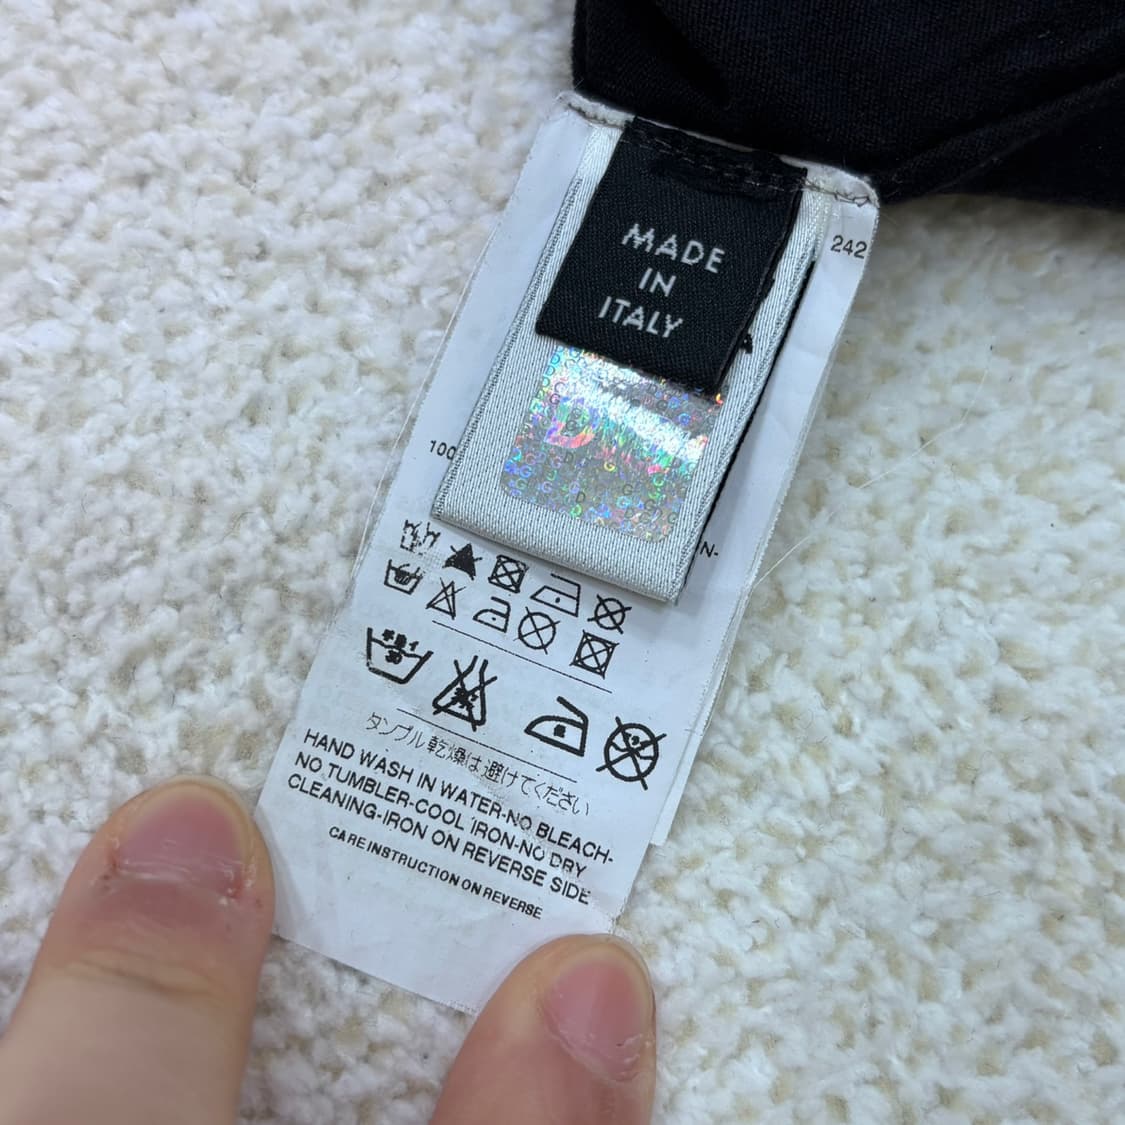 MADE
IN
ITALY
242
100
N-
タンブル乾燥は避けてください
HAND WASH IN WATER-NO BLEACH-
NO TUMBLER-COOL IRON-NO DRY
CLEANING-IRON ON REVERSE SIDE
CARE INSTRUCTION ON REVERSE